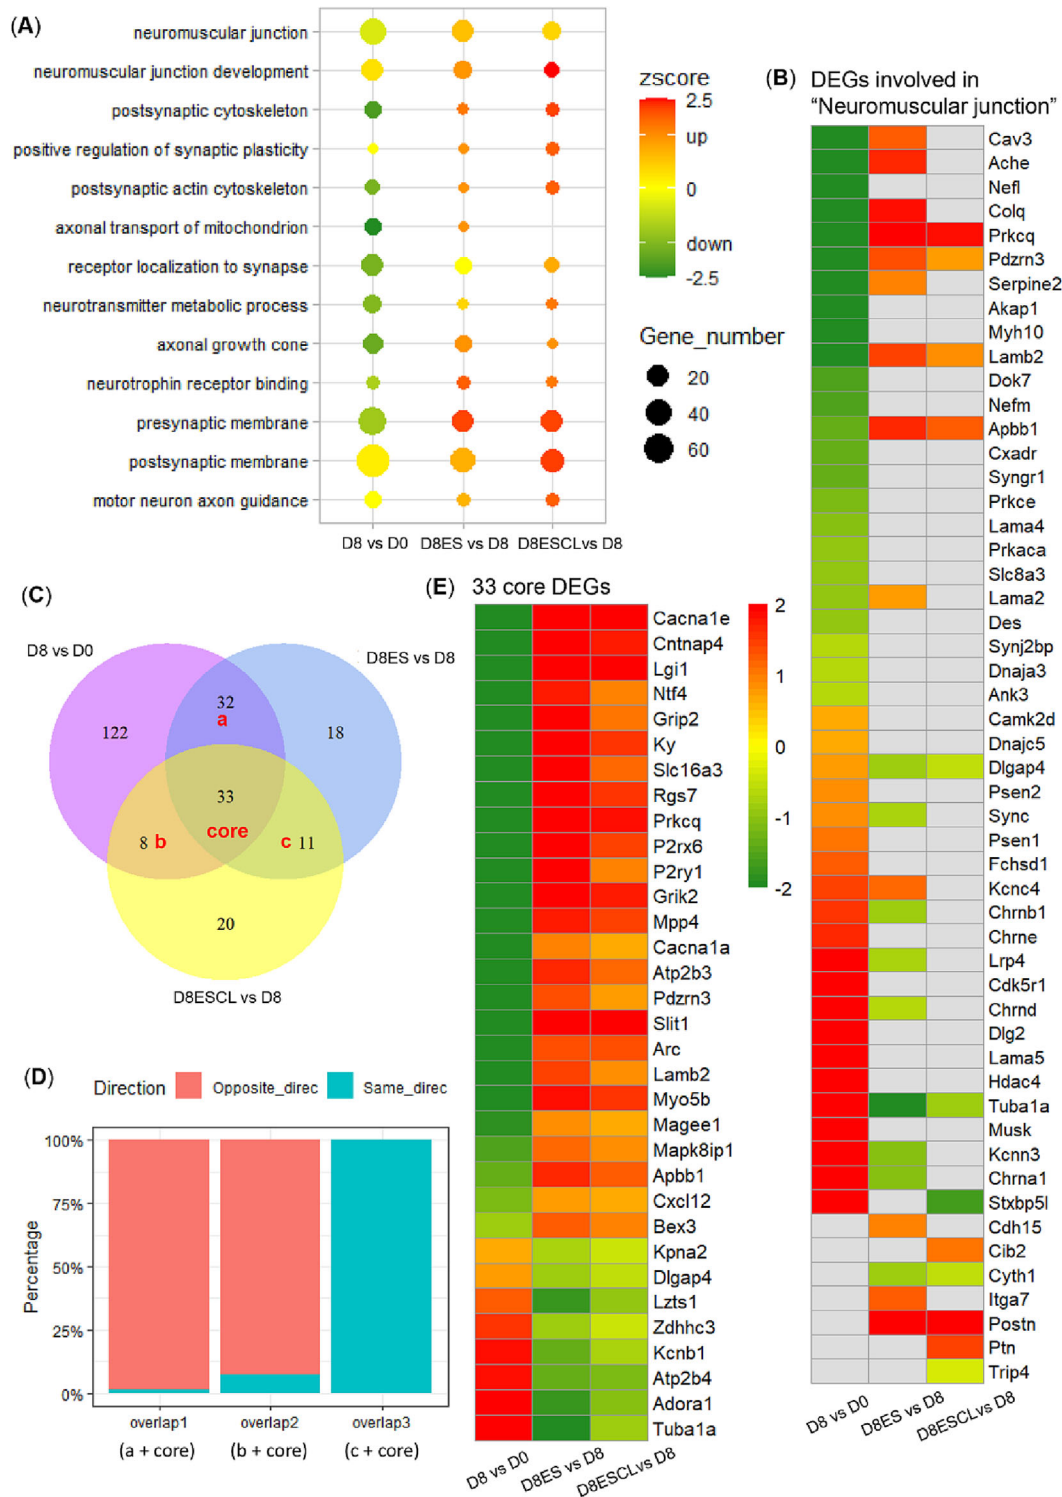 (A)
neuromuscular junction
neuromuscular junction development
postsynaptic cytoskeleton
positive regulation of synaptic plasticity
postsynaptic actin cytoskeleton
axonal transport of mitochondrion
receptor localization to synapse
neurotransmitter metabolic process
axonal growth cone
neurotrophin receptor binding
presynaptic membrane
postsynaptic membrane
motor neuron axon guidance
D8 vs D0 D8ES vs D8 D8ESCLvs D8
zscore
2.5
up
0
down
-2.5
Gene_number
20
40
60
(B) DEGs involved in
“Neuromuscular junction”
Cav3
Ache
Nefl
Colq
Prkcq
Pdzrn3
Serpine2
Akap1
Myh10
Lamb2
Dok7
Nefm
Apbb1
Cxadr
Syngr1
Prkce
Lama4
Prkaca
Slc8a3
Lama2
Des
Synj2bp
Dnaja3
Ank3
Camk2d
Dnajc5
Dlgap4
Psen2
Sync
Psen1
Fchsd1
Kcnc4
Chrnb1
Chrne
Lrp4
Cdk5r1
Chrnd
Dlg2
Lama5
Hdac4
Tuba1a
Musk
Kcnn3
Chrna1
Stxbp5l
Cdh15
Cib2
Cyth1
Itga7
Postn
Ptn
Trip4
D8 vs D0 D8ES vs D8 D8ESCLvs D8
(C)
D8 vs D0
D8ES vs D8
32
a
122
18
33
core
8 b
c 11
20
D8ESCL vs D8
(D)
Direction Opposite_direc Same_direc
Percentage
100%
75%
50%
25%
0%
overlap1 overlap2 overlap3
(a + core) (b + core) (c + core)
(E) 33 core DEGs
Cacna1e
Cntnap4
Lgi1
Ntf4
Grip2
Ky
Slc16a3
Rgs7
Prkcq
P2rx6
P2ry1
Grik2
Mpp4
Cacna1a
Atp2b3
Pdzrn3
Slit1
Arc
Lamb2
Myo5b
Magee1
Mapk8ip1
Apbb1
Cxcl12
Bex3
Kpna2
Dlgap4
Lzts1
Zdhhc3
Kcnb1
Atp2b4
Adora1
Tuba1a
D8 vs D0 D8ES vs D8 D8ESCLvs D8
2
1
0
-1
-2